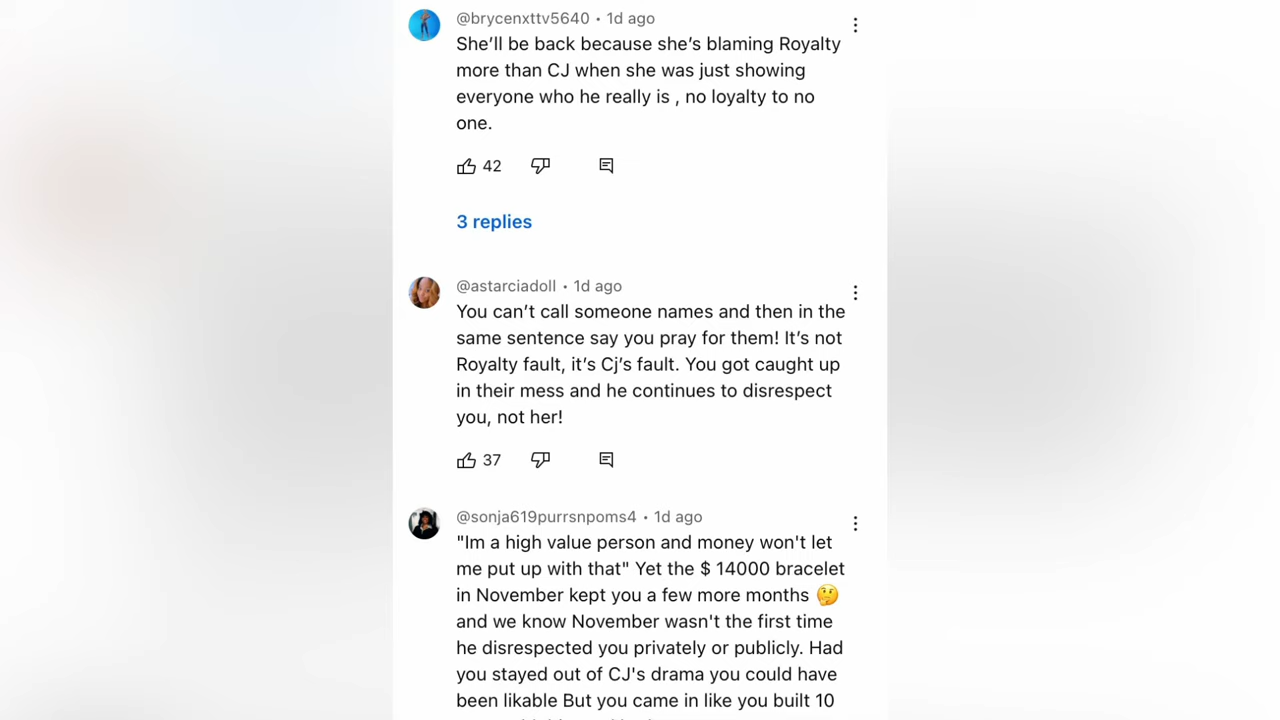 @brycenxttv5640 • 1d ago
She’ll be back because she’s blaming Royalty
more than CJ when she was just showing
everyone who he really is , no loyalty to no
one.
42
3 replies
@astarciadoll • 1d ago
You can’t call someone names and then in the
same sentence say you pray for them! It’s not
Royalty fault, it’s Cj’s fault. You got caught up
in their mess and he continues to disrespect
you, not her!
37
@sonja619purrsnpoms4 • 1d ago
"Im a high value person and money won't let
me put up with that" Yet the $ 14000 bracelet
in November kept you a few more months 🤔
and we know November wasn't the first time
he disrespected you privately or publicly. Had
you stayed out of CJ's drama you could have
been likable But you came in like you built 10